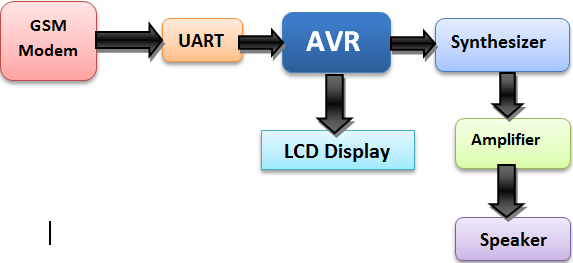 GSM
Modem
UART
AVR
Synthesizer
LCD Display
Amplifier
Speaker